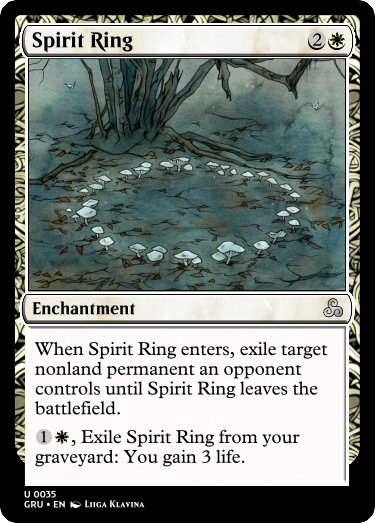 Spirit Ring 2
Enchantment
When Spirit Ring enters, exile target
nonland permanent an opponent
controls until Spirit Ring leaves the
battlefield.
1 , Exile Spirit Ring from your
graveyard: You gain 3 life.
U 0035
GRU • EN Liiga Klavina